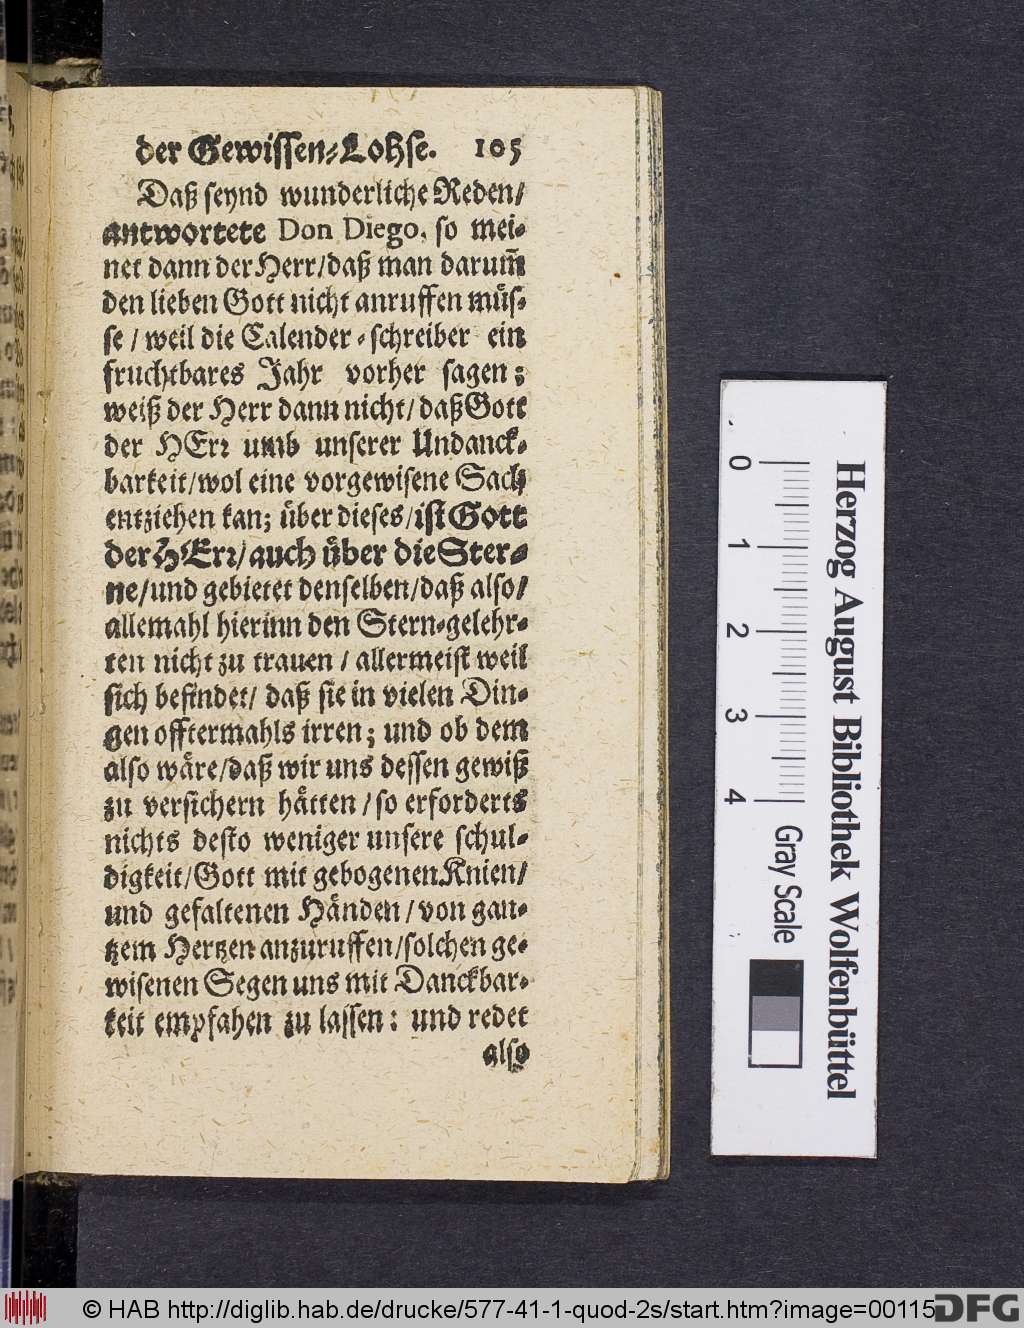 der Gewiſſen-Lohſe. 105
Daß ſeynd wunderliche Reden/
antwortete Don Diego, ſo mei-
net dann der Herr/daß man darum̃
den lieben Gott nicht anruffen müſ-
ſe / weil die Calender-ſchreiber ein
fruchtbares Jahr vorher ſagen;
weiß der Herr dann nicht/ daß Gott
der HErꝛ umb unſerer Undanck-
barkeit/wol eine vorgewiſene Sach
entziehen kan; über dieſes/iſt Gott
der HErꝛ/auch über die Ster-
ne/und gebietet denſelben/daß alſo/
allemahl hierinn den Stern-gelehr-
ten nicht zu trauen / allermeiſt weil
ſich befindet/ daß ſie in vielen Din-
gen offtermahls irren; und ob dem
alſo wäre/daß wir uns deſſen gewiß
zu verſichern hätten /ſo erforderts
nichts deſto weniger unſere ſchul-
digkeit/Gott mit gebogenen Knien/
und gefaltenen Händen /von gan-
tzem Hertzen anzuruffen/ſolchen ge-
wiſenen Segen uns mit Danckbar-
keit empfahen zu laſſen: und redet
alſo
0 1 2 3 4
Gray Scale
Herzog August Bibliothek Wolfenbüttel
© HAB http://diglib.hab.de/drucke/577-41-1-quod-2s/start.htm?image=00115
DFG